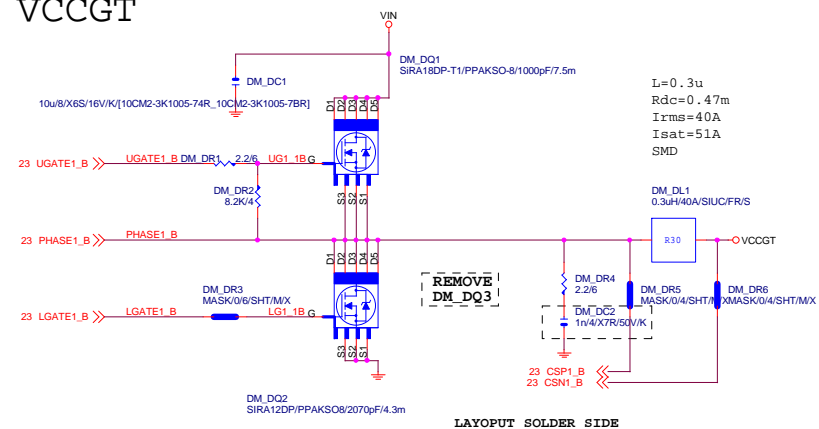 VCCGT
VIN
DM_DQ1
SiRA18DP-T1/PPAKSO-8/1000pF/7.5m
DM_DC1
10u/8/X6S/16V/K/[10CM2-3K1005-74R_10CM2-3K1005-7BR]
D1 D2 D3 D4 D5
L=0.3u
Rdc=0.47m
Irms=40A
Isat=51A
SMD
23 UGATE1_B UGATE1_B DM_DR1 2.2/6 UG1_1B G
DM_DR2
8.2K/4
S3 S2 S1
DM_DL1
0.3uH/40A/SIUC/FR/S
23 PHASE1_B PHASE1_B
R30
VCCGT
D1 D2 D3 D4 D5
REMOVE
DM_DQ3
DM_DR4
2.2/6
DM_DR3
MASK/0/6/SHT/M/X
DM_DR5
MASK/0/4/SHT/M/X
DM_DR6
MASK/0/4/SHT/M/X
23 LGATE1_B LGATE1_B LG1_1B G
DM_DC2
1n/4/X7R/50V/K
S3 S2 S1
23 CSP1_B
23 CSN1_B
DM_DQ2
SIRA12DP/PPAKSO8/2070pF/4.3m
LAYOPUT SOLDER SIDE